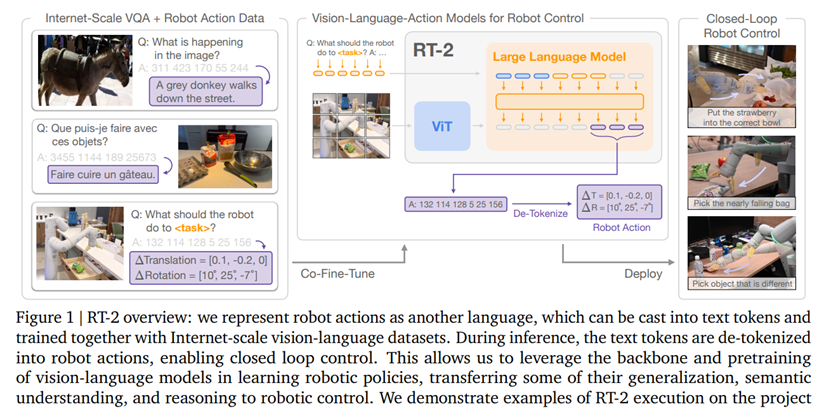 Internet-Scale VQA + Robot Action Data
Q: What is happening
in the image?
A: 311 423 170 55 244
A grey donkey walks
down the street.
Q: Que puis-je faire avec
ces objets?
A: 3455 1144 189 25673
Faire cuire un gâteau.
Q: What should the robot
do to <task>?
A: 132 114 128 5 25 156
ΔTranslation = [0.1, -0.2, 0]
ΔRotation = [10°, 25°, -7°]
Co-Fine-Tune
Vision-Language-Action Models for Robot Control
Q: What should the robot
do to <task>? A: ...
RT-2
Large Language Model
ViT
A: 132 114 128 5 25 156
De-Tokenize
ΔT = [0.1, -0.2, 0]
ΔR = [10°, 25°, -7°]
Robot Action
Deploy
Closed-Loop
Robot Control
Put the strawberry
into the correct bowl
Pick the nearly falling bag
Pick object that is different
Figure 1 | RT-2 overview: we represent robot actions as another language, which can be cast into text tokens and
trained together with Internet-scale vision-language datasets. During inference, the text tokens are de-tokenized
into robot actions, enabling closed loop control. This allows us to leverage the backbone and pretraining
of vision-language models in learning robotic policies, transferring some of their generalization, semantic
understanding, and reasoning to robotic control. We demonstrate examples of RT-2 execution on the project